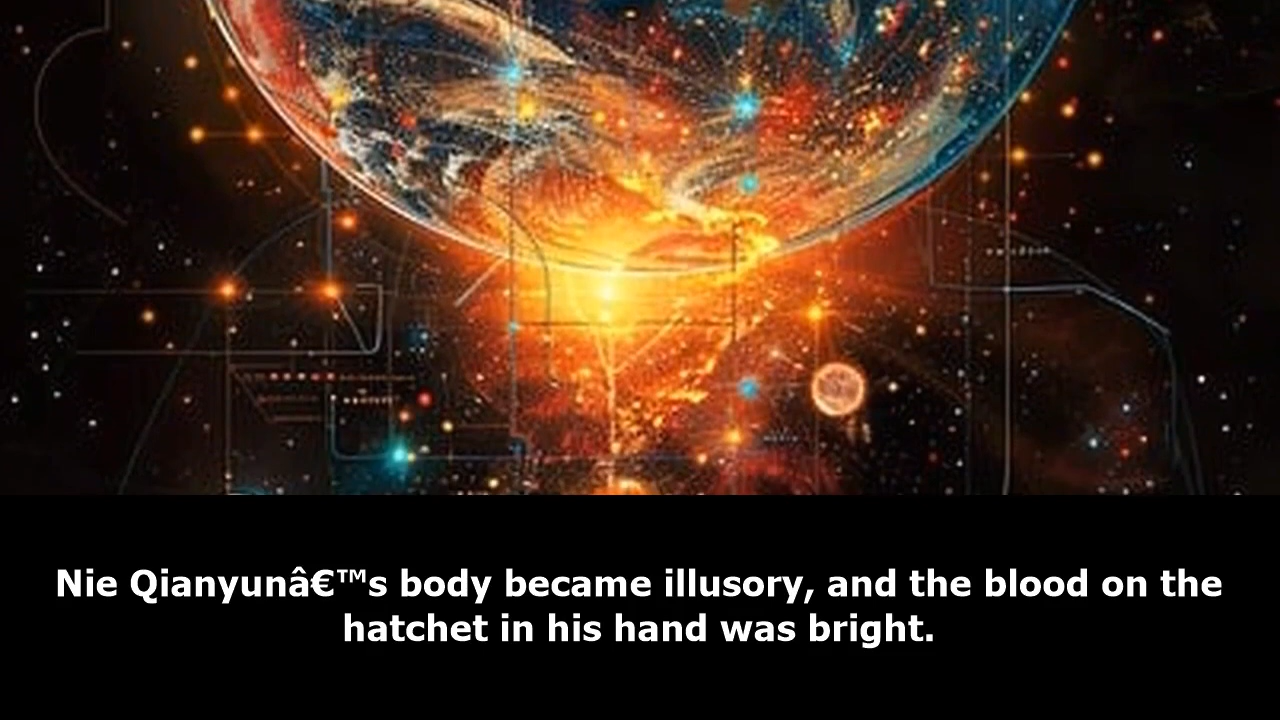 Nie Qianyunâ€™s body became illusory, and the blood on the
hatchet in his hand was bright.